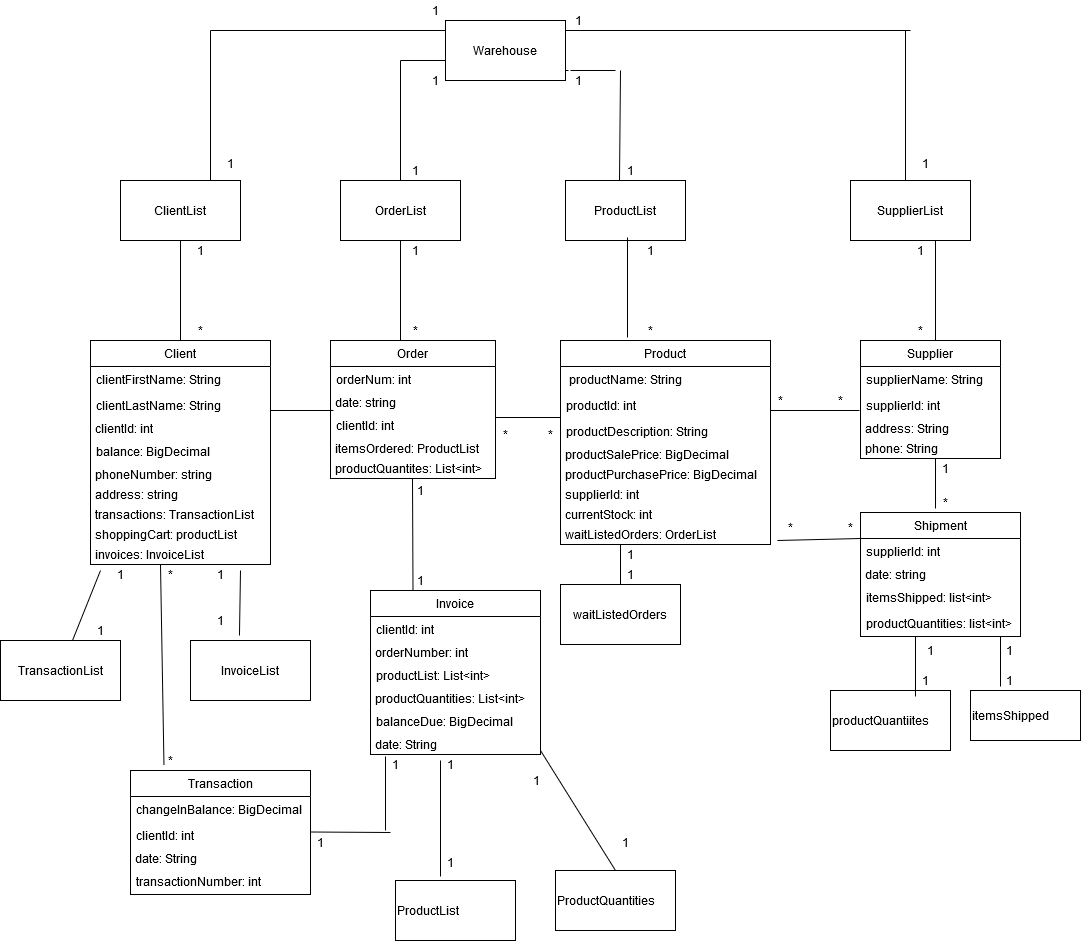 1
1
Warehouse
1
1
1
1
1
1
ClientList
OrderList
ProductList
SupplierList
1
1
1
1
*
*
*
*
Client
clientFirstName: String
clientLastName: String
clientId: int
balance: BigDecimal
phoneNumber: string
address: string
transactions: TransactionList
shoppingCart: productList
invoices: InvoiceList
Order
orderNum: int
date: string
clientId: int
itemsOrdered: ProductList
productQuantites: List<int>
*
*
Product
productName: String
productId: int
productDescription: String
productSalePrice: BigDecimal
productPurchasePrice: BigDecimal
supplierId: int
currentStock: int
waitListedOrders: OrderList
*
*
Supplier
supplierName: String
supplierId: int
address: String
phone: String
1
*
*
*
Shipment
supplierId: int
date: string
itemsShipped: list<int>
productQuantities: list<int>
1
*
1
1
1
1
1
1
1
TransactionList
InvoiceList
waitListedOrders
Invoice
clientId: int
orderNumber: int
productList: List<int>
productQuantities: List<int>
balanceDue: BigDecimal
date: String
1
1
1
1
productQuantiites
itemsShipped
*
1
1
1
Transaction
changeInBalance: BigDecimal
clientId: int
date: String
transactionNumber: int
1
1
1
ProductList
ProductQuantities